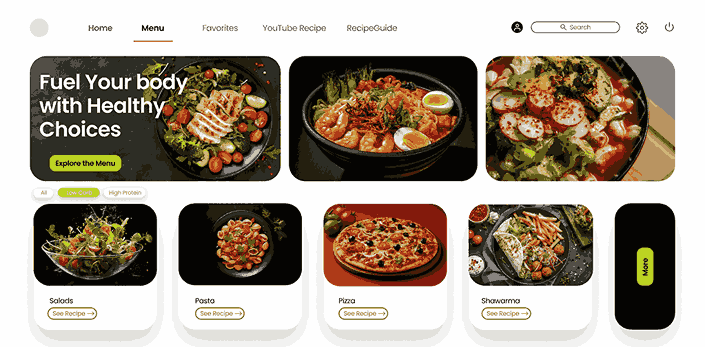 Home
Menu
Favorites
YouTube Recipe
RecipeGuide
Search
Fuel Your body
with Healthy
Choices
Explore the Menu
All
High Protein
Salads
See Recipe →
Pasta
See Recipe →
Pizza
See Recipe →
Shawarma
See Recipe →
More